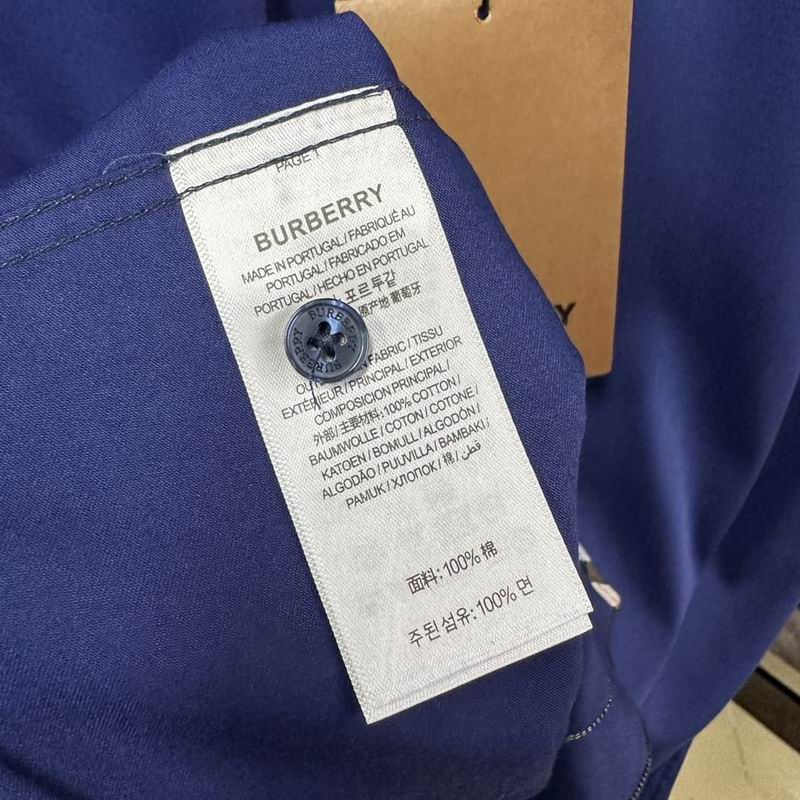 PAGE 1
BURBERRY
MADE IN PORTUGAL / FABRIQUÉ AU
PORTUGAL / FABRICADO EM
PORTUGAL / HECHO EN PORTUGAL
포르투갈
原产地 葡萄牙
BURBERRY
BURBERRY
FABRIC / TISSU
EXTÉRIEUR / PRINCIPAL / EXTERIOR
COMPOSICION PRINCIPAL /
外部 / 主要材料: 100% COTTON /
BAUMWOLLE / COTON / COTONE /
KATOEN / BOMULL / ALGODÓN /
ALGODÃO / PUUVILLA / BAMBAKI /
PAMUK / ХЛОПОК / 棉 / قطن
面料: 100% 棉
주된 섬유: 100% 면